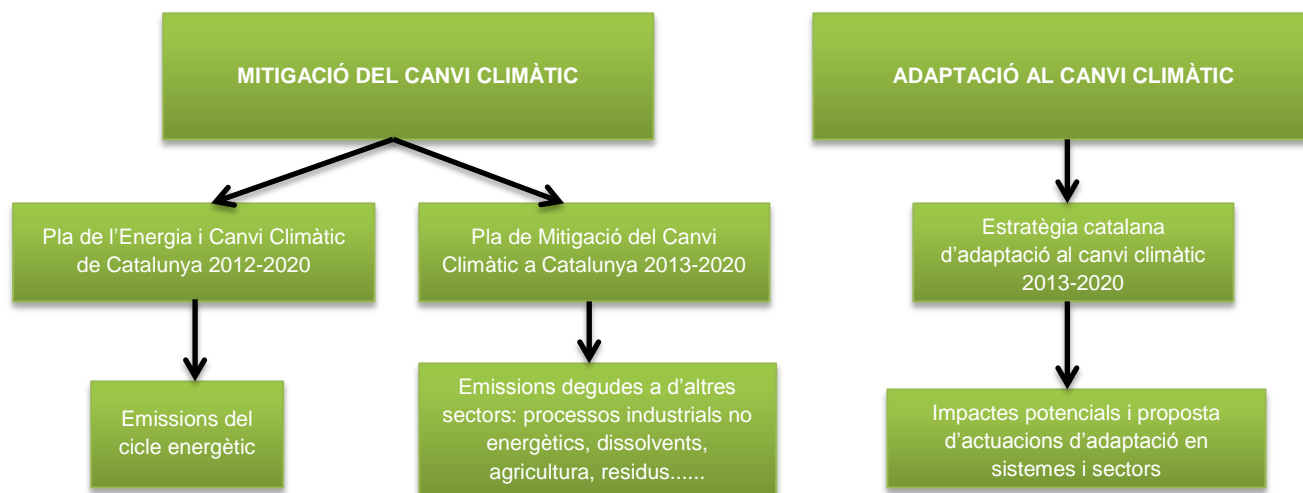 MITIGACIÓ DEL CANVI CLIMÀTIC
ADAPTACIÓ AL CANVI CLIMÀTIC
Pla de l’Energia i Canvi Climàtic
de Catalunya 2012-2020
Pla de Mitigació del Canvi
Climàtic a Catalunya 2013-2020
Estratègia catalana
d’adaptació al canvi climàtic
2013-2020
Emissions del
cicle energètic
Emissions degudes a d’altres
sectors: processos industrials no
energètics, dissolvents,
agricultura, residus......
Impactes potencials i proposta
d’actuacions d’adaptació en
sistemes i sectors